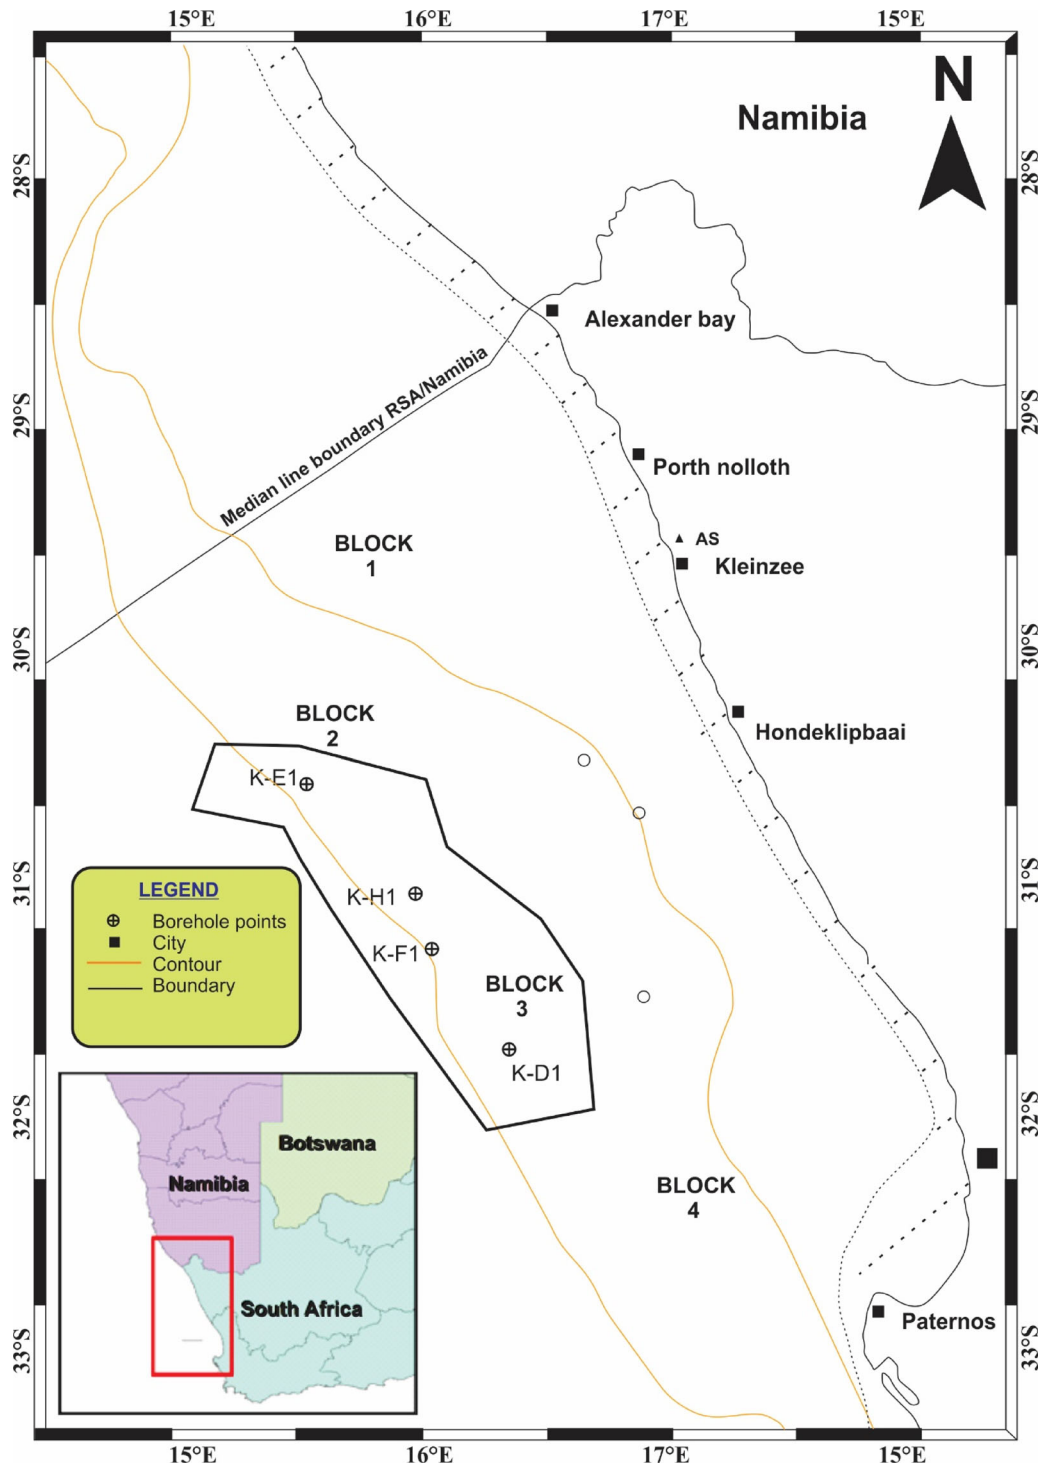 15°E 16°E 17°E 15°E
N
Namibia
28°S 28°S
Alexander bay
Median line boundary RSA/Namibia
29°S 29°S
Porth nolloth
AS
BLOCK
1
Kleinzee
30°S 30°S
BLOCK
2
Hondeklipbaai
K-E1
31°S 31°S
LEGEND
Borehole points
City
Contour
Boundary
K-H1
K-F1
BLOCK
3
K-D1
32°S 32°S
Botswana
Namibia
South Africa
BLOCK
4
Paternos
33°S 33°S
15°E 16°E 17°E 15°E